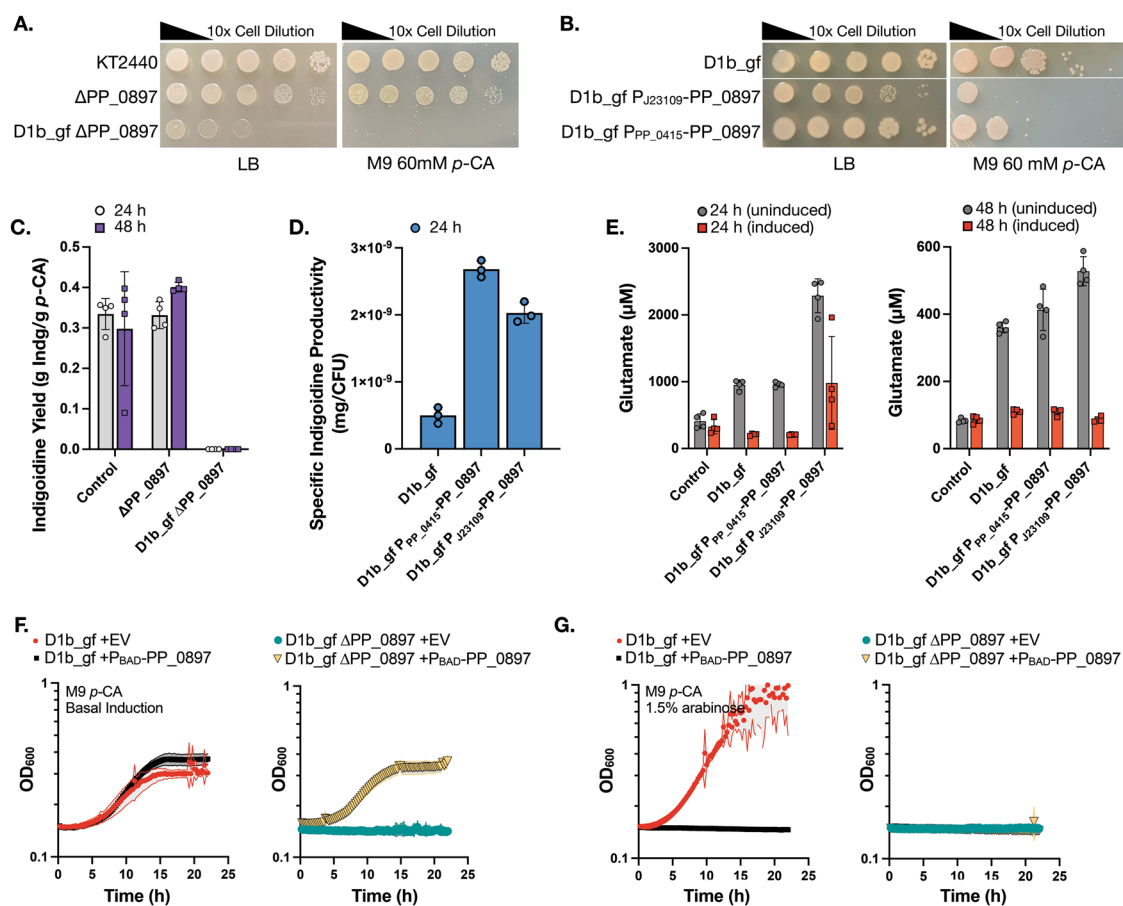 A.
10x Cell Dilution
10x Cell Dilution
KT2440
ΔPP_0897
D1b_gf ΔPP_0897
LB
M9 60mM p-CA
B.
10x Cell Dilution
10x Cell Dilution
D1b_gf
D1b_gf PJ23109-PP_0897
D1b_gf PPP_0415-PP_0897
LB
M9 60 mM p-CA
C.
24 h
48 h
Indigoidine Yield (g Indg/g p-CA)
0.5
0.4
0.3
0.2
0.1
0.0
Control
ΔPP_0897
D1b_gf ΔPP_0897
D.
24 h
Specific Indigoidine Productivity
(mg/CFU)
3×10-9
2×10-9
1×10-9
0
D1b_gf
D1b_gf PPP_0415-PP_0897
D1b_gf PJ23109-PP_0897
E.
24 h (uninduced)
24 h (induced)
Glutamate (µM)
3000
2000
1000
0
Control
D1b_gf
D1b_gf PPP_0415-PP_0897
D1b_gf PJ23109-PP_0897
48 h (uninduced)
48 h (induced)
Glutamate (µM)
600
400
200
0
Control
D1b_gf
D1b_gf PPP_0415-PP_0897
D1b_gf PJ23109-PP_0897
F.
D1b_gf +EV
D1b_gf +PBAD-PP_0897
M9 p-CA
Basal Induction
OD600
1
0.1
0 5 10 15 20 25
Time (h)
D1b_gf ΔPP_0897 +EV
D1b_gf ΔPP_0897 +PBAD-PP_0897
OD600
1
0.1
0 5 10 15 20 25
Time (h)
G.
D1b_gf +EV
D1b_gf +PBAD-PP_0897
M9 p-CA
1.5% arabinose
OD600
1
0.1
0 5 10 15 20 25
Time (h)
D1b_gf ΔPP_0897 +EV
D1b_gf ΔPP_0897 +PBAD-PP_0897
OD600
1
0.1
0 5 10 15 20 25
Time (h)